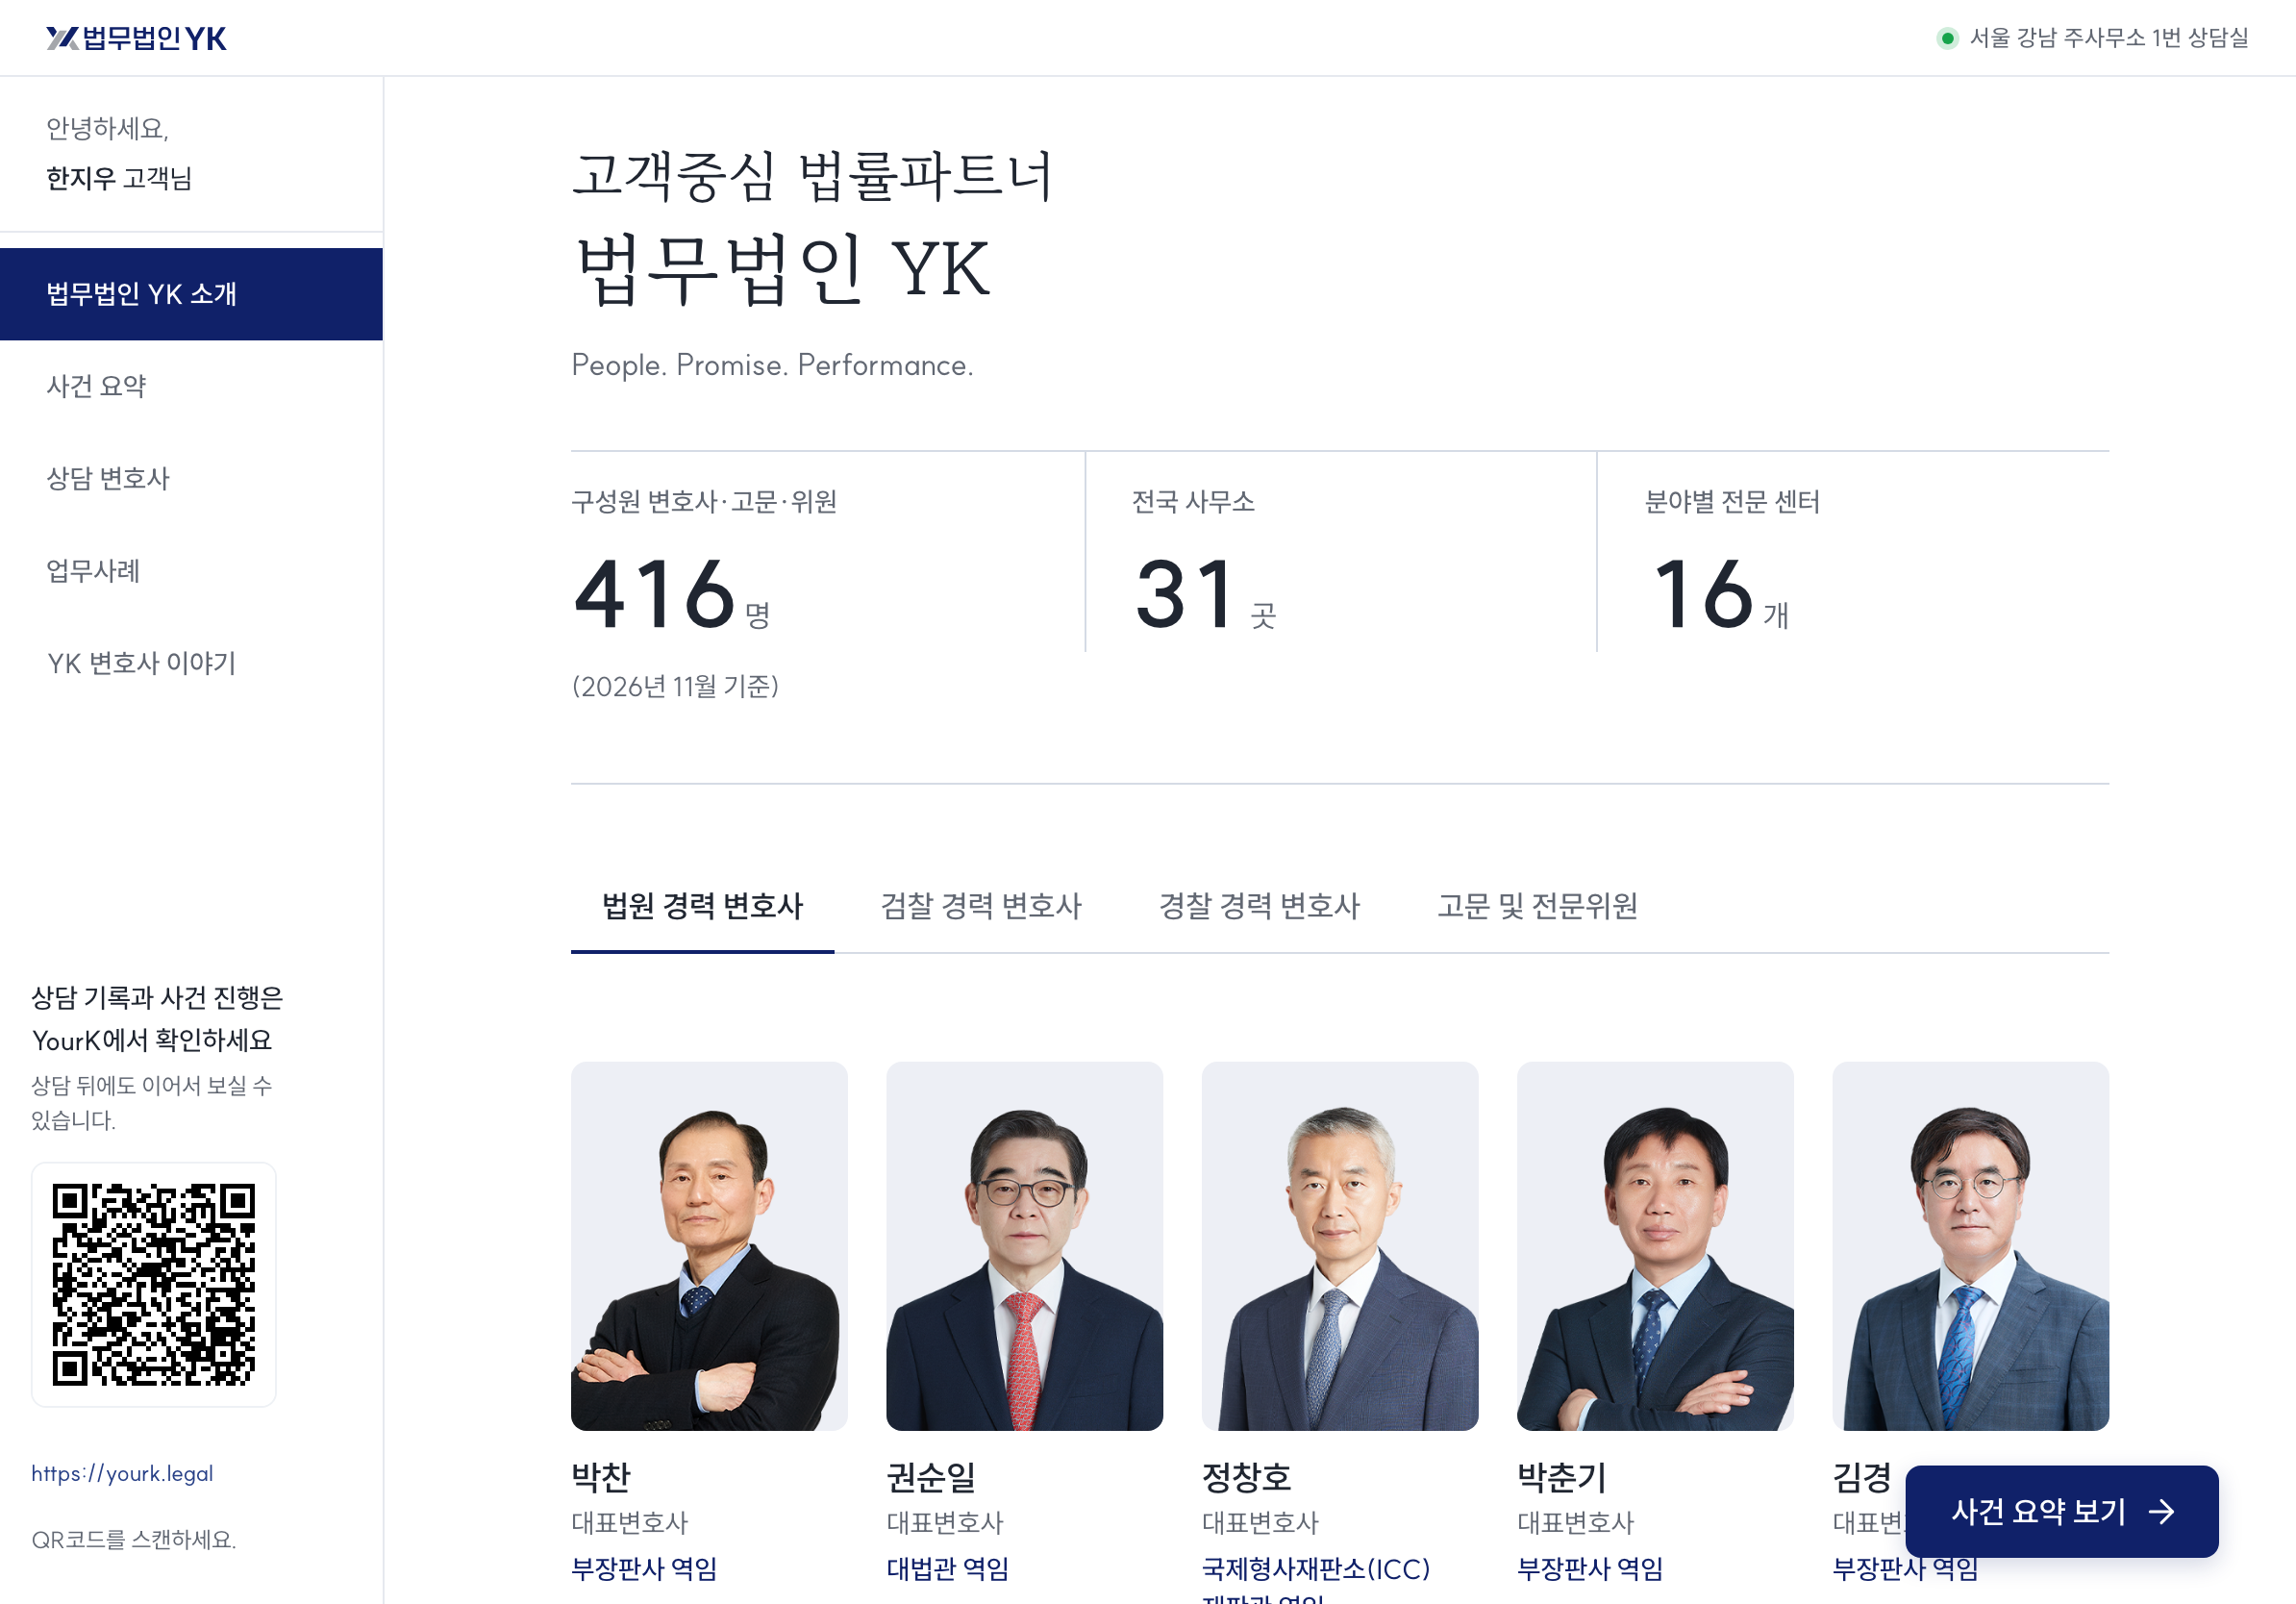 법무법인 YK
서울 강남 주사무소 1번 상담실
안녕하세요,
한지우 고객님
법무법인 YK 소개
사건 요약
상담 변호사
업무사례
YK 변호사 이야기
상담 기록과 사건 진행은
YourK에서 확인하세요
상담 뒤에도 이어서 보실 수
있습니다.
https://yourk.legal
QR코드를 스캔하세요.
고객중심 법률파트너
법무법인 YK
People. Promise. Performance.
구성원 변호사·고문·위원
416 명
(2026년 11월 기준)
전국 사무소
31 곳
분야별 전문 센터
16 개
법원 경력 변호사
검찰 경력 변호사
경찰 경력 변호사
고문 및 전문위원
박찬
대표변호사
부장판사 역임
권순일
대표변호사
대법관 역임
정창호
대표변호사
국제형사재판소(ICC)
박춘기
대표변호사
부장판사 역임
김경
부장판사 역임
사건 요약 보기